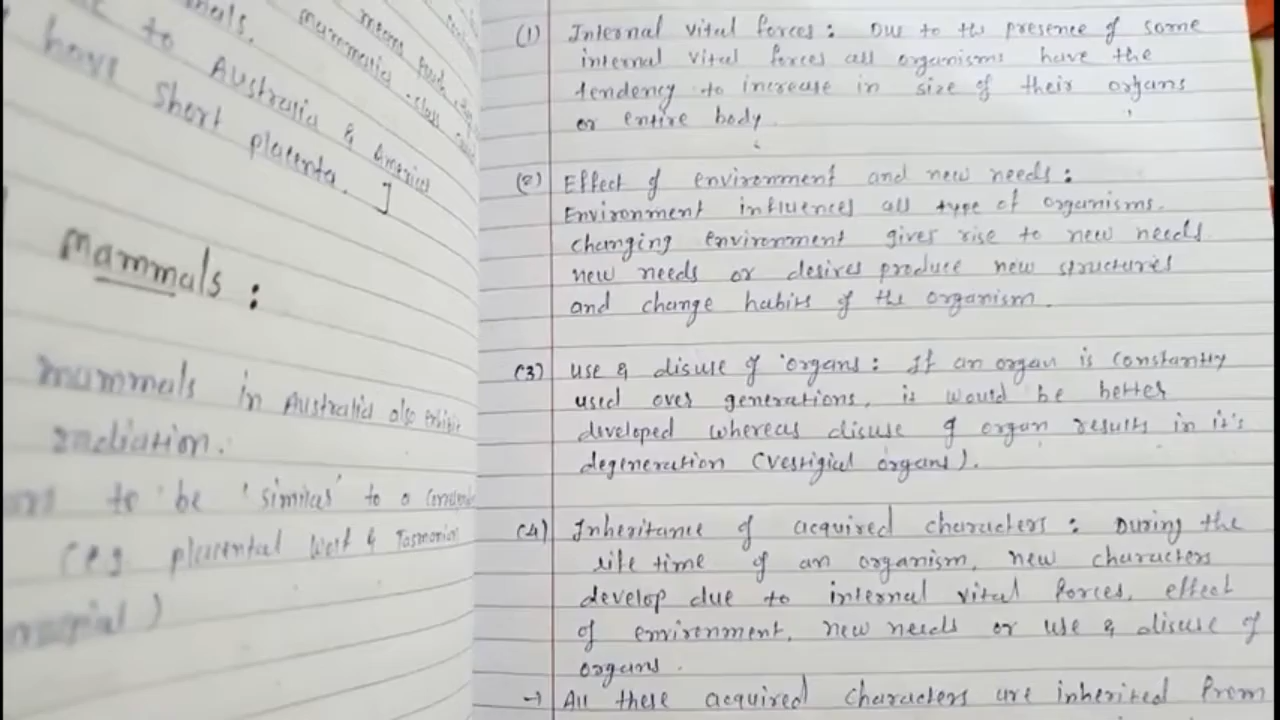 to Australia & America
have short placenta. ]
Mammals :
mammals in Australia also exhibit
radiation.
to be 'similar' to a
(eg placental wolf & Tasmanian
(1) Internal vital forces : Due to the presence of some
internal vital forces all organisms have the
tendency to increase in size of their organs
or entire body.
(2) Effect of environment and new needs :
Environment influences all type of organisms.
changing environment gives rise to new needs.
new needs or desires produce new structures
and change habits of the organism.
(3) use & disuse of organs : If an organ is constantly
used over generations, is would be better
developed whereas disuse of organ results in it's
degeneration (vestigial organs).
(4) Inheritance of acquired characters : During the
life time of an organism, new characters
develop due to internal vital forces, effect
of environment, new needs or use & disuse of
organs.
→ All these acquired characters are inherited from